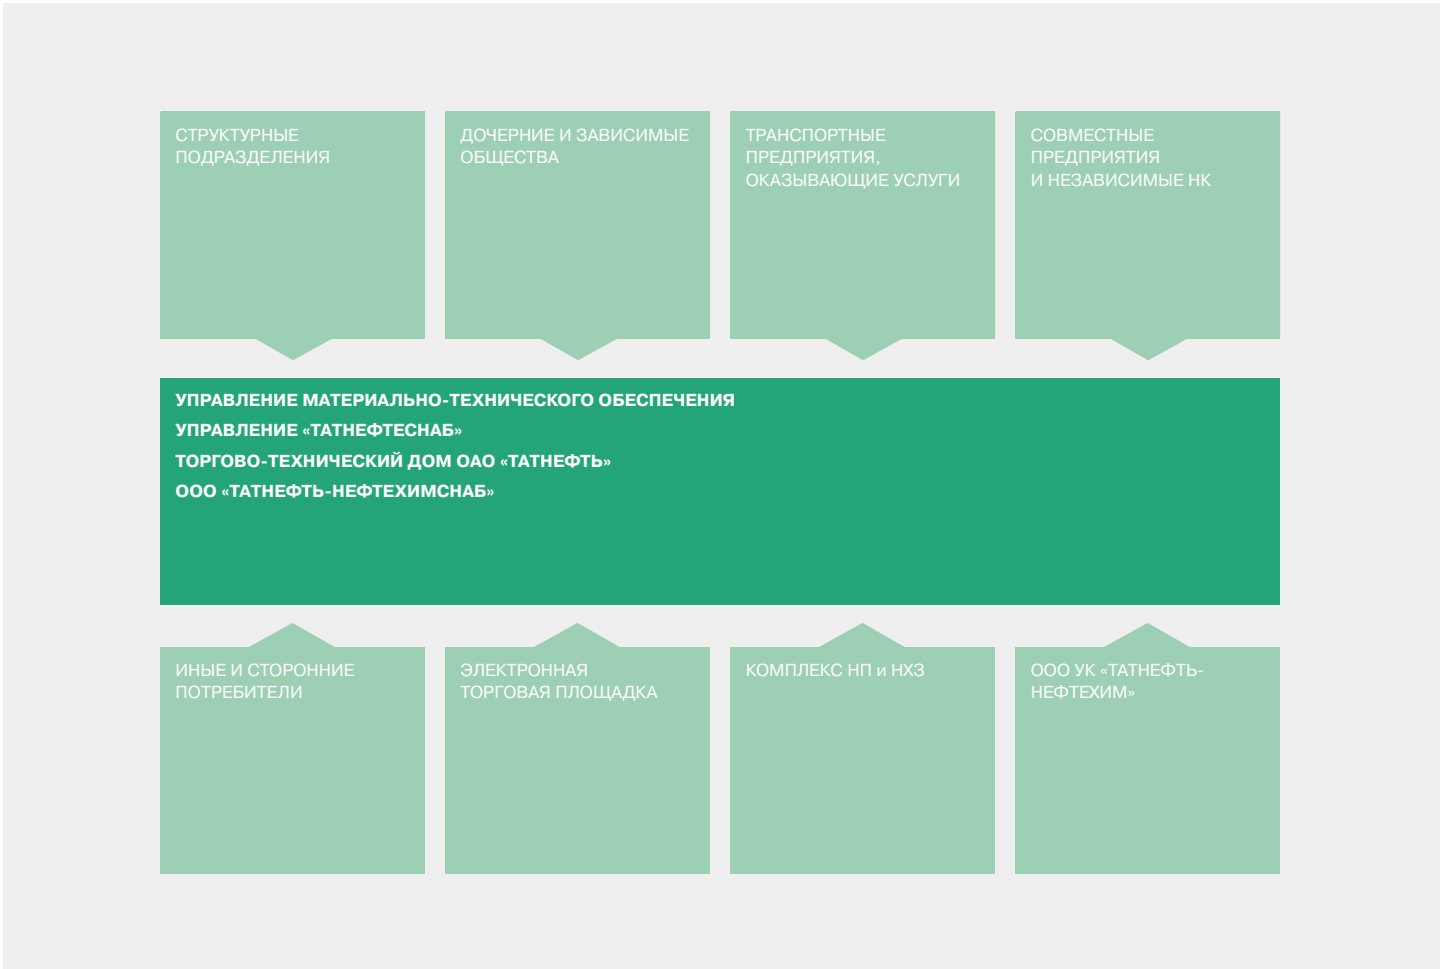 СТРУКТУРНЫЕ
ПОДРАЗДЕЛЕНИЯ
ДОЧЕРНИЕ И ЗАВИСИМЫЕ
ОБЩЕСТВА
ТРАНСПОРТНЫЕ
ПРЕДПРИЯТИЯ,
ОКАЗЫВАЮЩИЕ УСЛУГИ
СОВМЕСТНЫЕ
ПРЕДПРИЯТИЯ
И НЕЗАВИСИМЫЕ НК
УПРАВЛЕНИЕ МАТЕРИАЛЬНО-ТЕХНИЧЕСКОГО ОБЕСПЕЧЕНИЯ
УПРАВЛЕНИЕ «ТАТНЕФТЕСНАБ»
ТОРГОВО-ТЕХНИЧЕСКИЙ ДОМ ОАО «ТАТНЕФТЬ»
ООО «ТАТНЕФТЬ-НЕФТЕХИМСНАБ»
ИНЫЕ И СТОРОННИЕ
ПОТРЕБИТЕЛИ
ЭЛЕКТРОННАЯ
ТОРГОВАЯ ПЛОЩАДКА
КОМПЛЕКС НП и НХЗ
ООО УК «ТАТНЕФТЬ-
НЕФТЕХИМ»